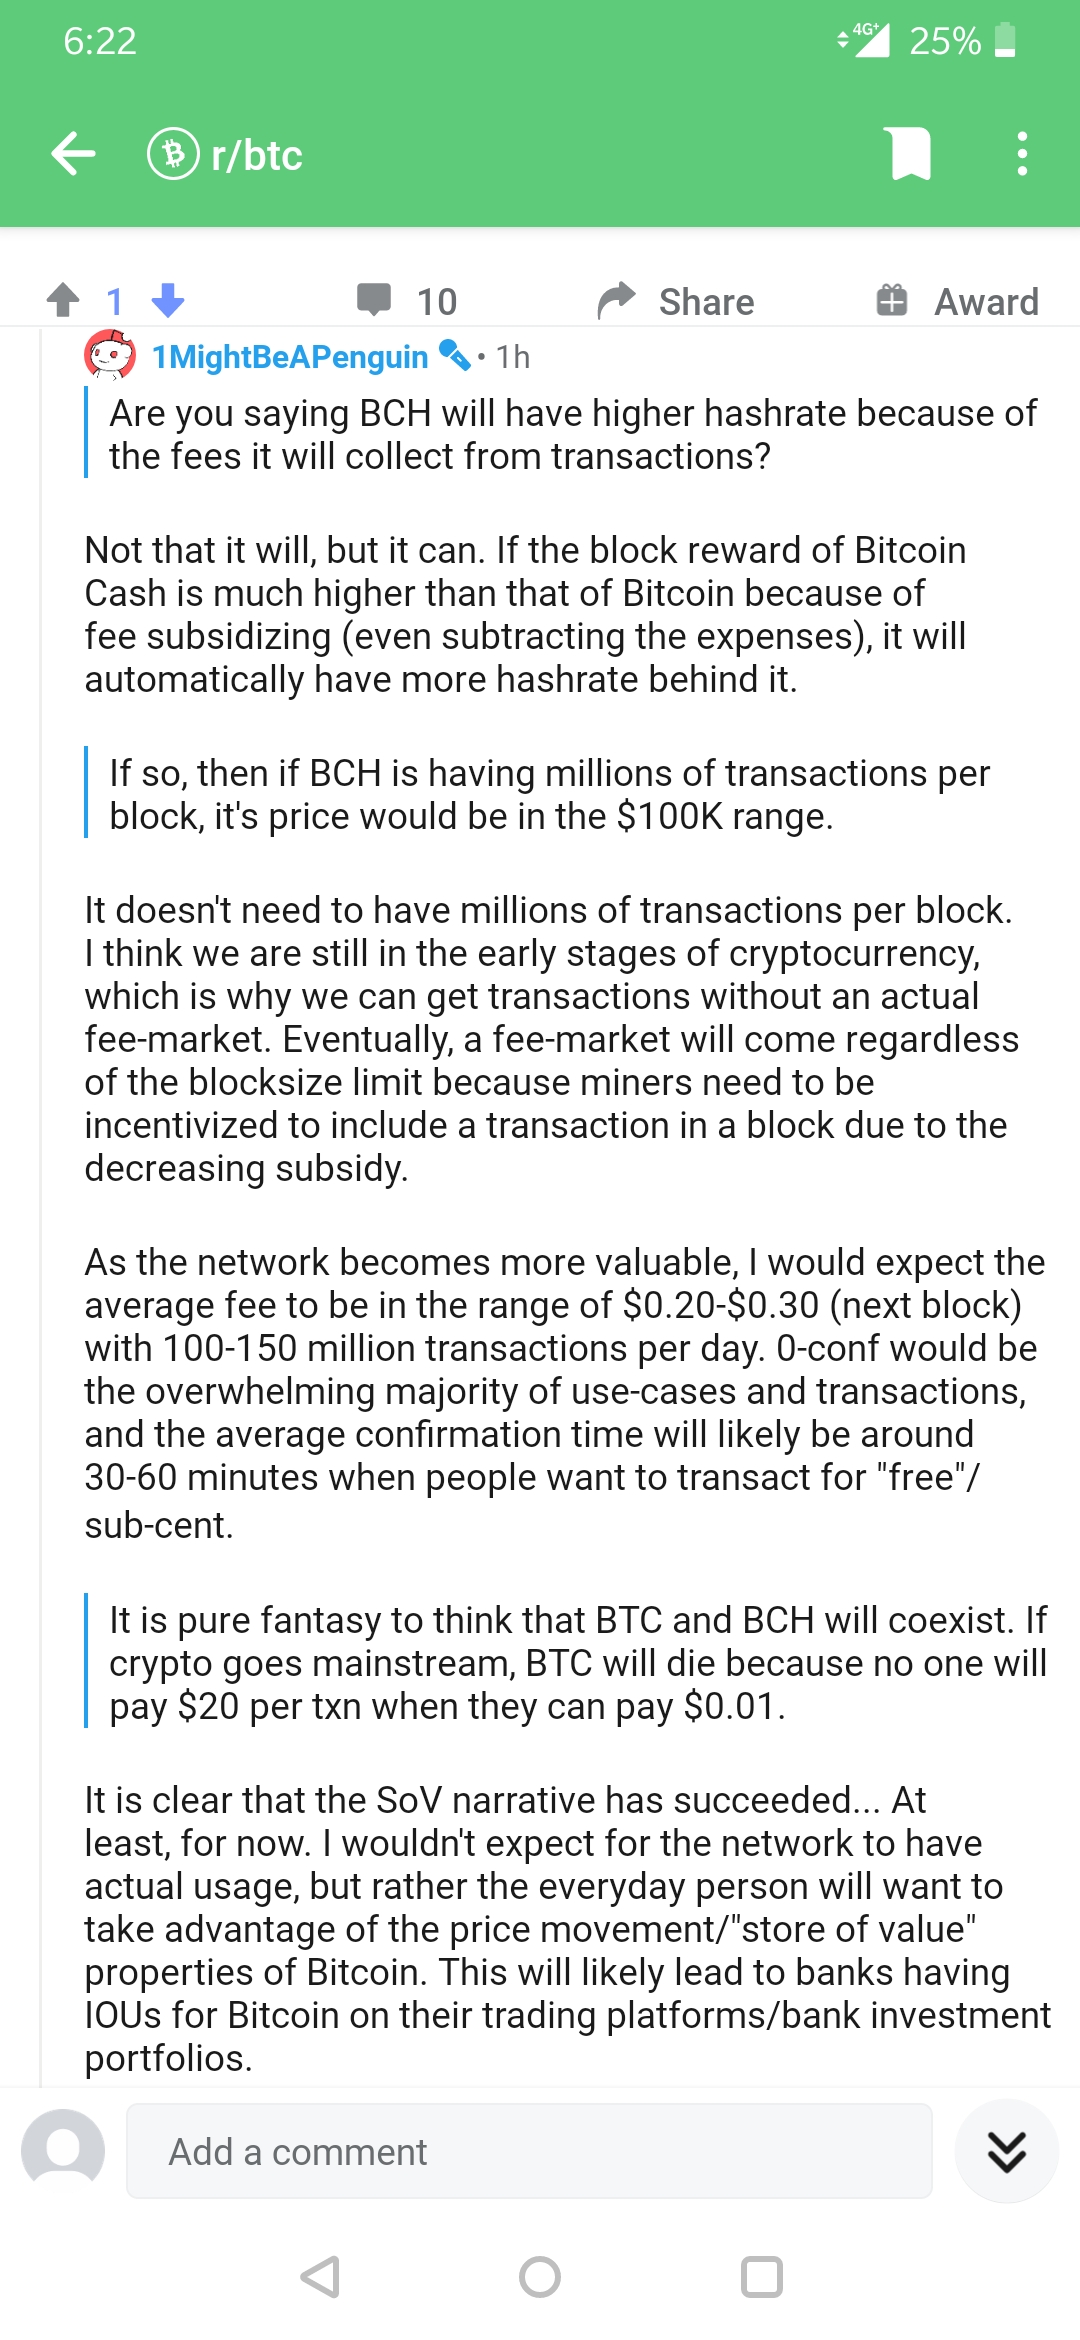 6:22
4G+ 25%
r/btc
1 10 Share Award
1MightBeAPenguin • 1h
Are you saying BCH will have higher hashrate because of
the fees it will collect from transactions?
Not that it will, but it can. If the block reward of Bitcoin
Cash is much higher than that of Bitcoin because of
fee subsidizing (even subtracting the expenses), it will
automatically have more hashrate behind it.
If so, then if BCH is having millions of transactions per
block, it's price would be in the $100K range.
It doesn't need to have millions of transactions per block.
I think we are still in the early stages of cryptocurrency,
which is why we can get transactions without an actual
fee-market. Eventually, a fee-market will come regardless
of the blocksize limit because miners need to be
incentivized to include a transaction in a block due to the
decreasing subsidy.
As the network becomes more valuable, I would expect the
average fee to be in the range of $0.20-$0.30 (next block)
with 100-150 million transactions per day. 0-conf would be
the overwhelming majority of use-cases and transactions,
and the average confirmation time will likely be around
30-60 minutes when people want to transact for "free"/
sub-cent.
It is pure fantasy to think that BTC and BCH will coexist. If
crypto goes mainstream, BTC will die because no one will
pay $20 per txn when they can pay $0.01.
It is clear that the SoV narrative has succeeded... At
least, for now. I wouldn't expect for the network to have
actual usage, but rather the everyday person will want to
take advantage of the price movement/"store of value"
properties of Bitcoin. This will likely lead to banks having
IOUs for Bitcoin on their trading platforms/bank investment
portfolios.
Add a comment